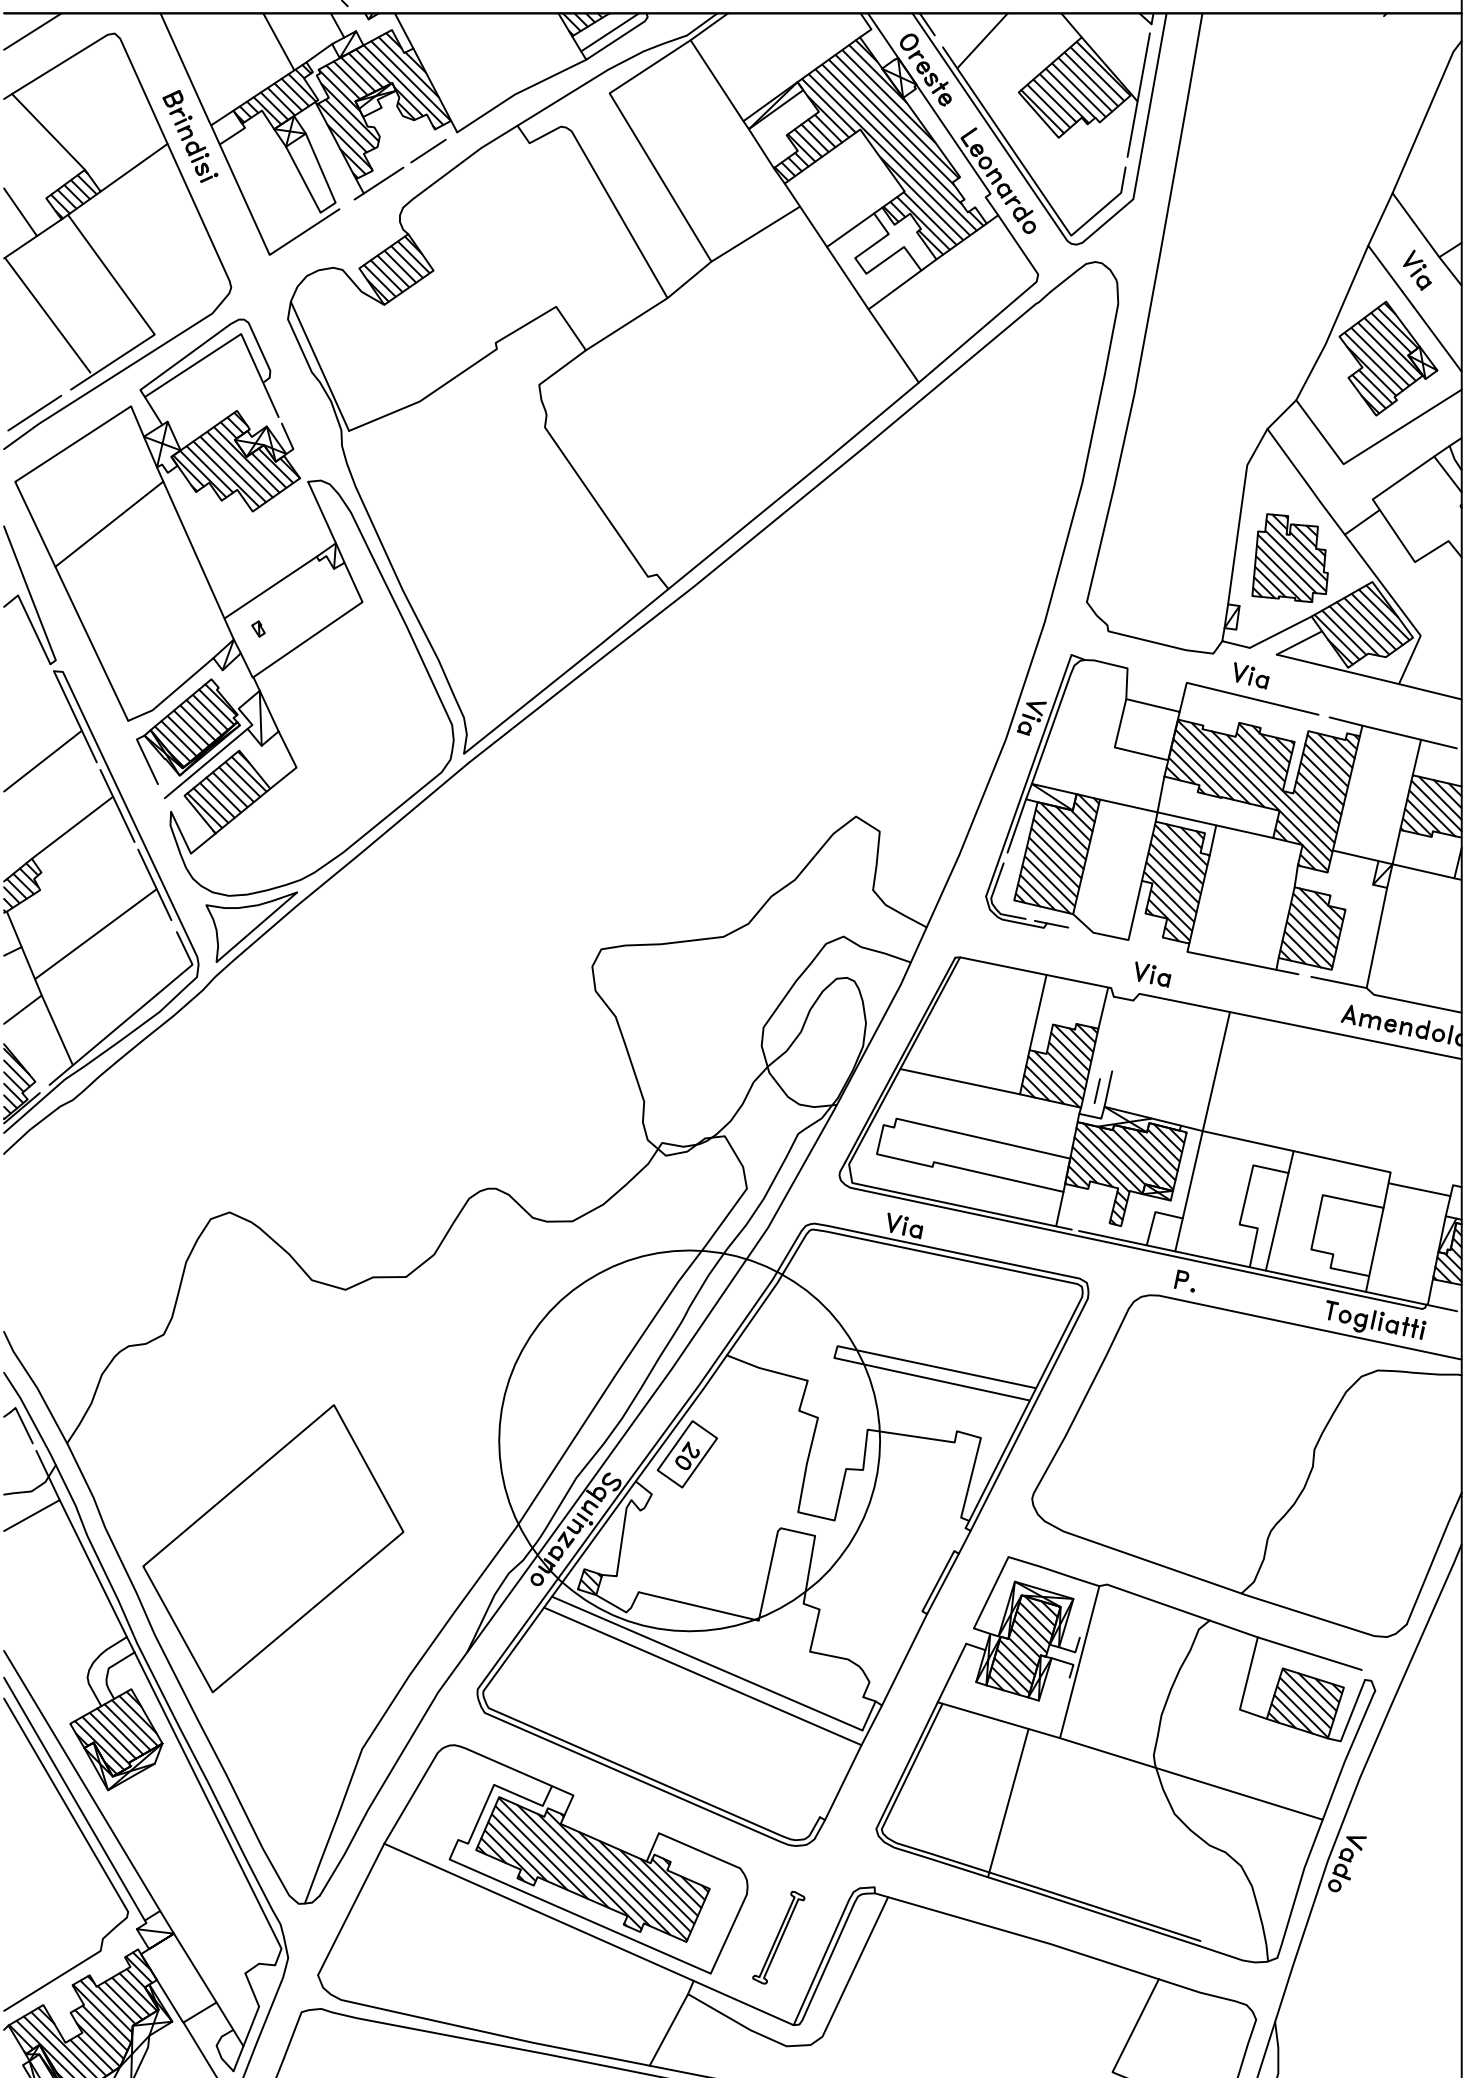 Brindisi
Oreste
Leonardo
Via
Via
Via
Via
Amendola
Via
P.
Togliatti
20
Squinzano
Vado